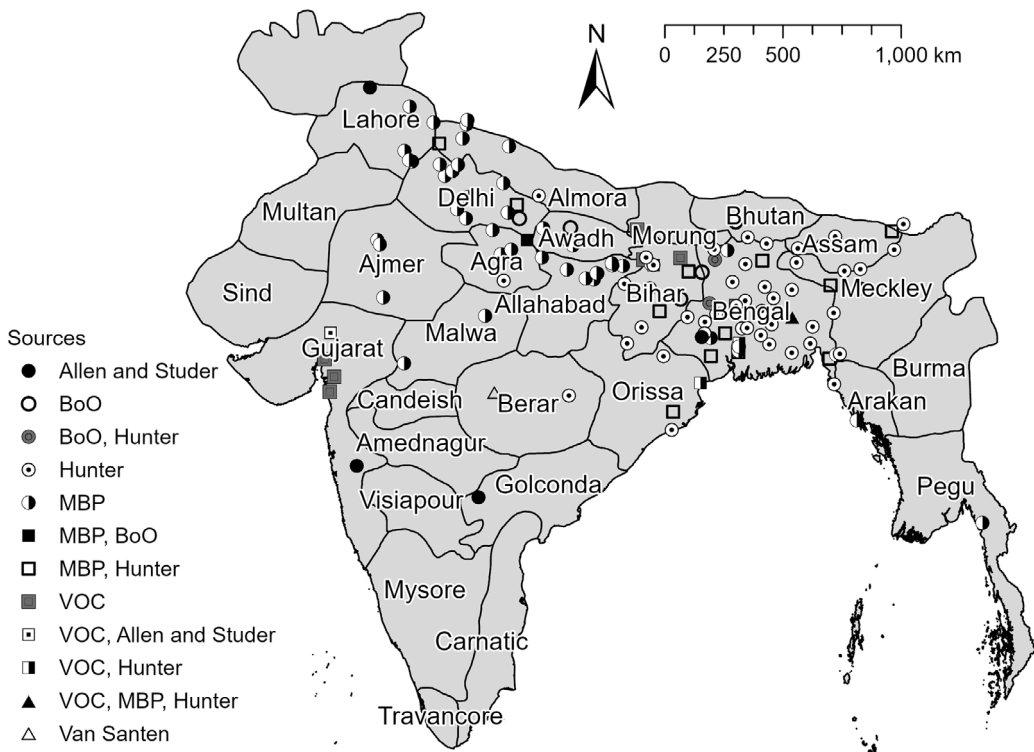 N
0 250 500 1,000 km
Lahore
Multan
Delhi
Almora
Bhutan
Awadh
Morung
Assam
Ajmer
Agra
Sind
Allahabad
Bihar
Bengal
Meckley
Malwa
Gujarat
Burma
Candeish
Berar
Orissa
Arakan
Amednagur
Visiapour
Golconda
Pegu
Mysore
Carnatic
Travancore
Sources
Allen and Studer
BoO
BoO, Hunter
Hunter
MBP
MBP, BoO
MBP, Hunter
VOC
VOC, Allen and Studer
VOC, Hunter
VOC, MBP, Hunter
Van Santen